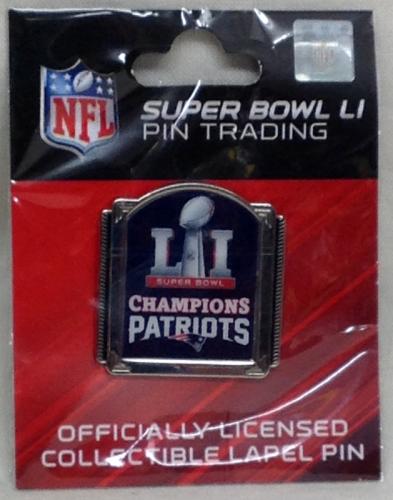 NFL
SUPER BOWL LI
PIN TRADING
LI
SUPER BOWL
CHAMPIONS
PATRIOTS
OFFICIALLY LICENSED
COLLECTIBLE LAPEL PIN